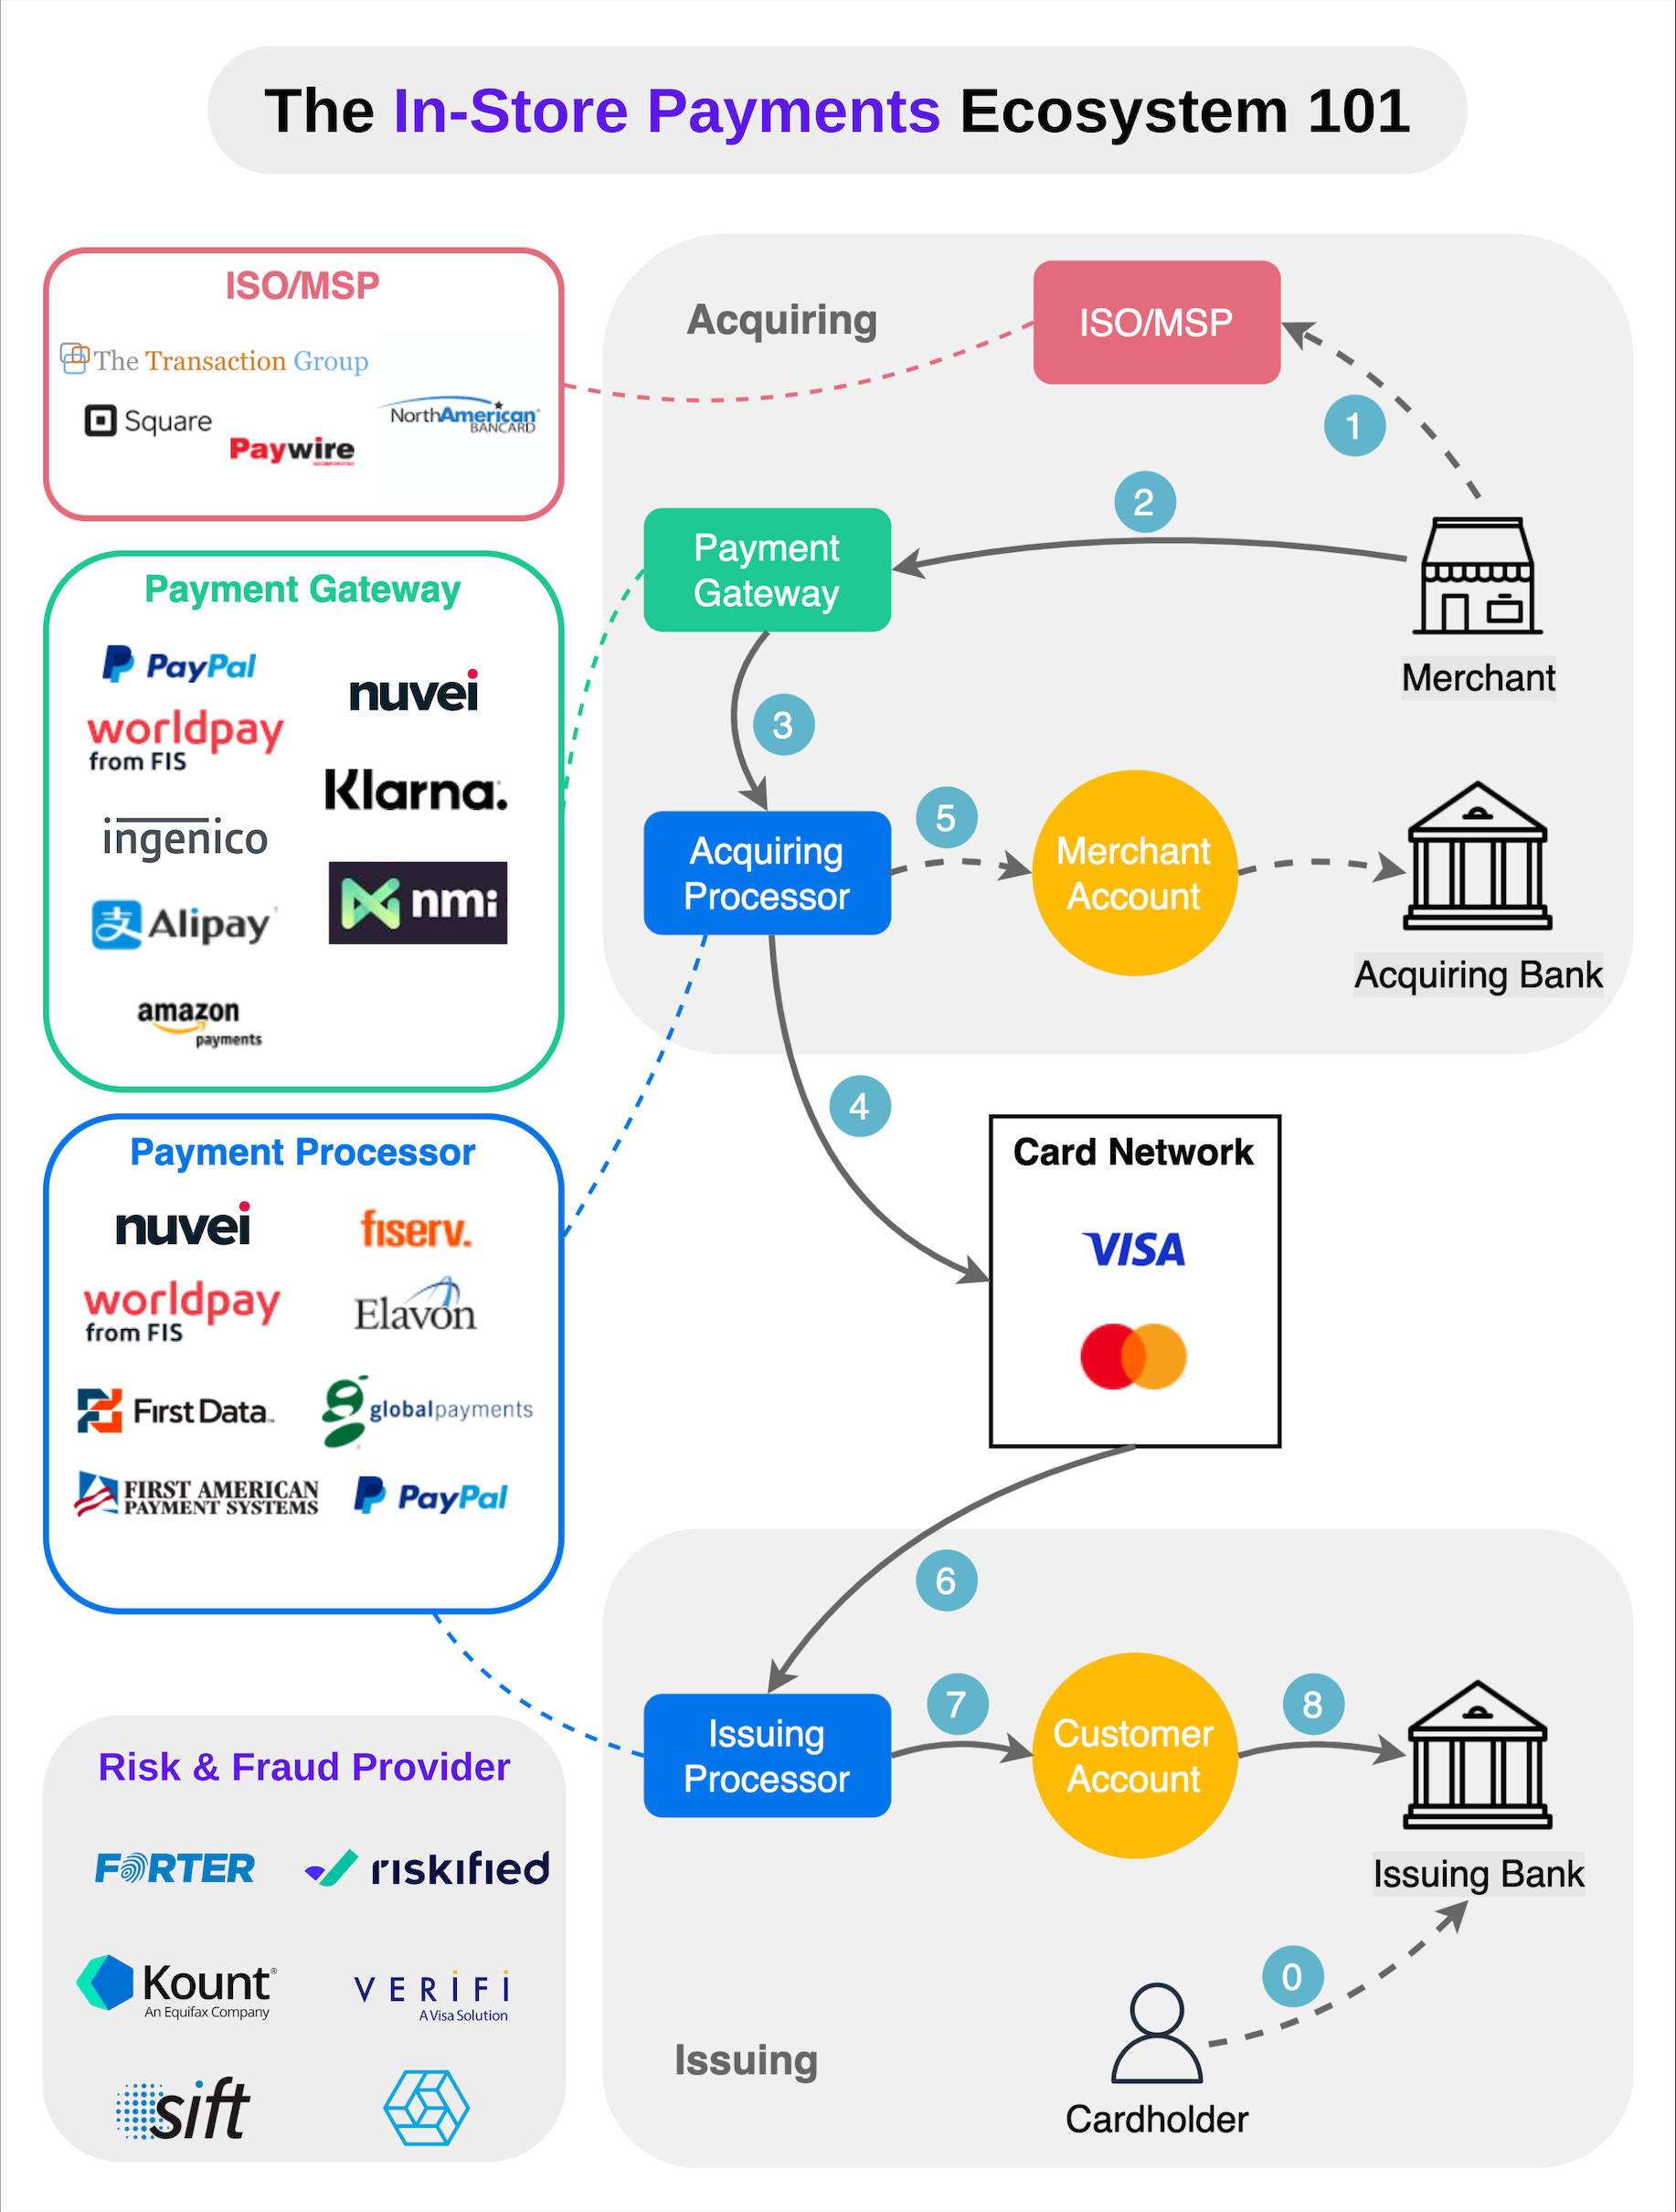 The In-Store Payments Ecosystem 101
ISO/MSP
The Transaction Group
Square
NorthAmerican
BANCARD
Paywire
Payment Gateway
PayPal
nuvei
worldpay
from FIS
Klarna.
ingenico
nmi
支 Alipay
amazon
payments
Payment Processor
nuvei
fiserv.
worldpay
from FIS
Elavon
First Data
globalpayments
FIRST AMERICAN
PAYMENT SYSTEMS
PayPal
Risk & Fraud Provider
FORTER
riskified
Kount®
An Equifax Company
VERIFI
A Visa Solution
sift
Acquiring
ISO/MSP
1
2
Payment
Gateway
Merchant
3
Acquiring
Processor
5
Merchant
Account
Acquiring Bank
4
Card Network
VISA
6
Issuing
Processor
7
Customer
Account
8
Issuing Bank
0
Issuing
Cardholder